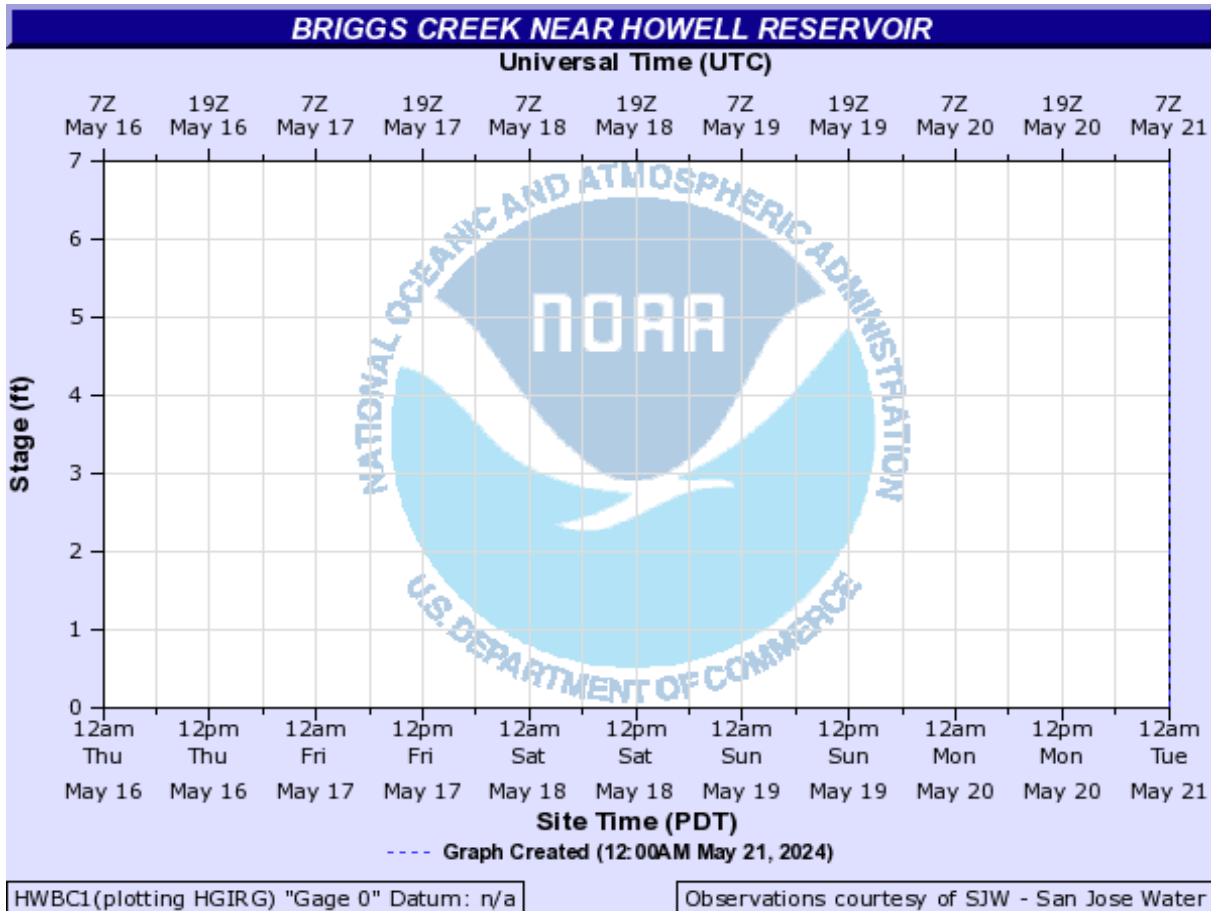 BRIGGS CREEK NEAR HOWELL RESERVOIR
Universal Time (UTC)
7Z 19Z 7Z 19Z 7Z 19Z 7Z 19Z 7Z 19Z 7Z
May 16 May 16 May 17 May 17 May 18 May 18 May 19 May 19 May 20 May 20 May 21
7
6
5
4
3
2
1
0
Stage (ft)
NATIONAL OCEANIC AND ATMOSPHERIC ADMINISTRATION
NOAA
U.S. DEPARTMENT OF COMMERCE
12am 12pm 12am 12pm 12am 12pm 12am 12pm 12am 12pm 12am
Thu Thu Fri Fri Sat Sat Sun Sun Mon Mon Tue
May 16 May 16 May 17 May 17 May 18 May 18 May 19 May 19 May 20 May 20 May 21
Site Time (PDT)
Graph Created (12:00AM May 21, 2024)
HWBC1(plotting HGIRG) "Gage 0" Datum: n/a
Observations courtesy of SJW - San Jose Water